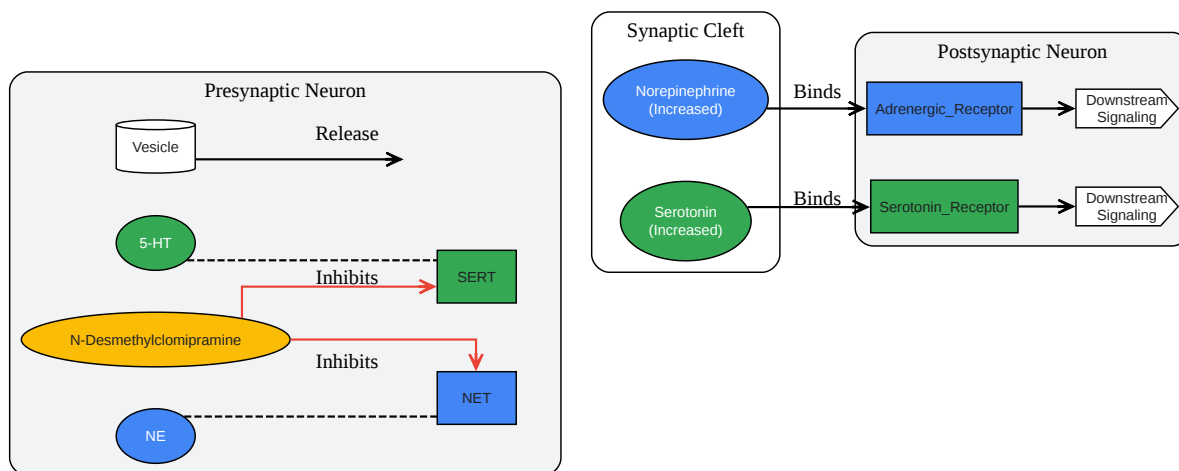 Presynaptic Neuron
Vesicle
Release
5-HT
SERT
Inhibits
N-Desmethylclomipramine
Inhibits
NET
NE
Synaptic Cleft
Norepinephrine
(Increased)
Binds
Serotonin
(Increased)
Binds
Postsynaptic Neuron
Adrenergic_Receptor
Downstream
Signaling
Serotonin_Receptor
Downstream
Signaling